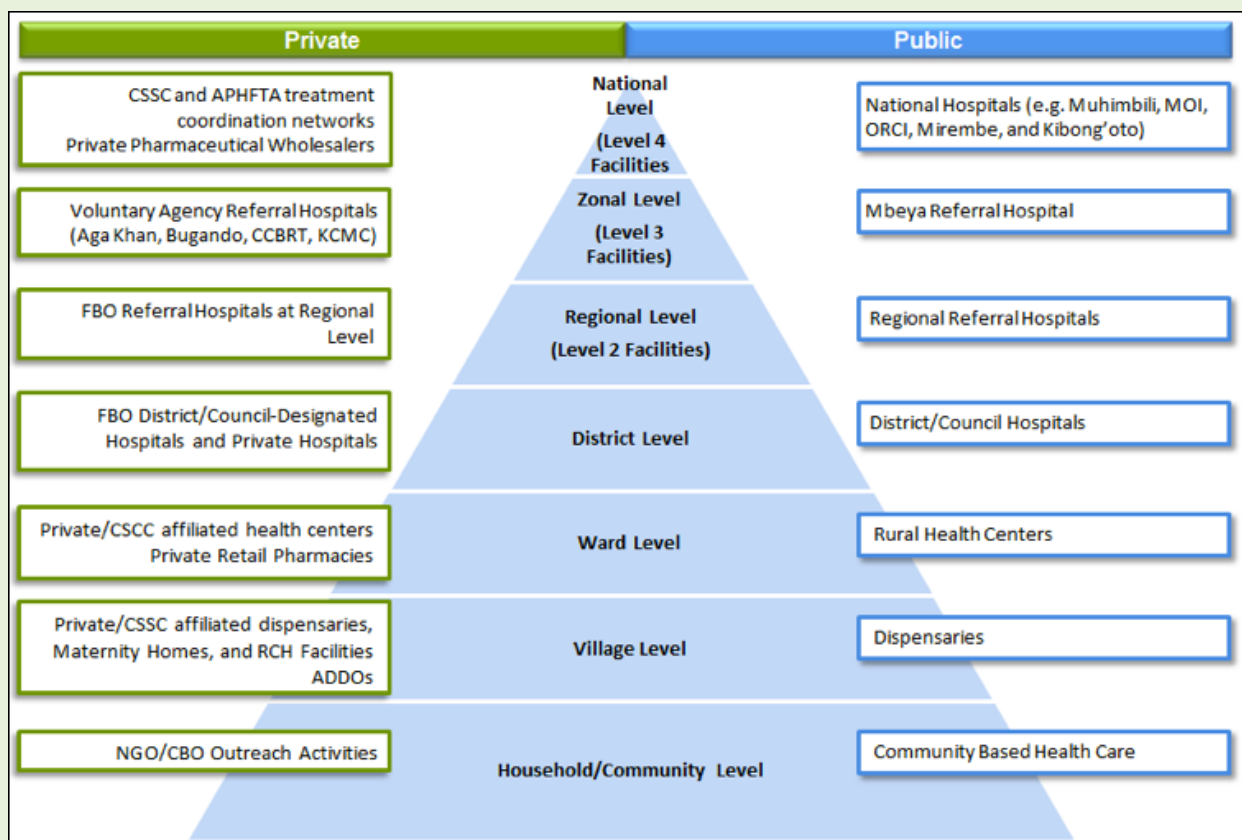 Private
Public
CSSC and APHFTA treatment
coordination networks
Private Pharmaceutical Wholesalers
National
Level
(Level 4
Facilities
National Hospitals (e.g. Muhimbili, MOI,
ORCI, Mirembe, and Kibong'oto)
Voluntary Agency Referral Hospitals
(Aga Khan, Bugando, CCBRT, KCMC)
Zonal Level
(Level 3
Facilities)
Mbeya Referral Hospital
FBO Referral Hospitals at Regional
Level
Regional Level
(Level 2 Facilities)
Regional Referral Hospitals
FBO District/Council-Designated
Hospitals and Private Hospitals
District Level
District/Council Hospitals
Private/CSCC affiliated health centers
Private Retail Pharmacies
Ward Level
Rural Health Centers
Private/CSSC affiliated dispensaries,
Maternity Homes, and RCH Facilities
ADDOs
Village Level
Dispensaries
NGO/CBO Outreach Activities
Household/Community Level
Community Based Health Care